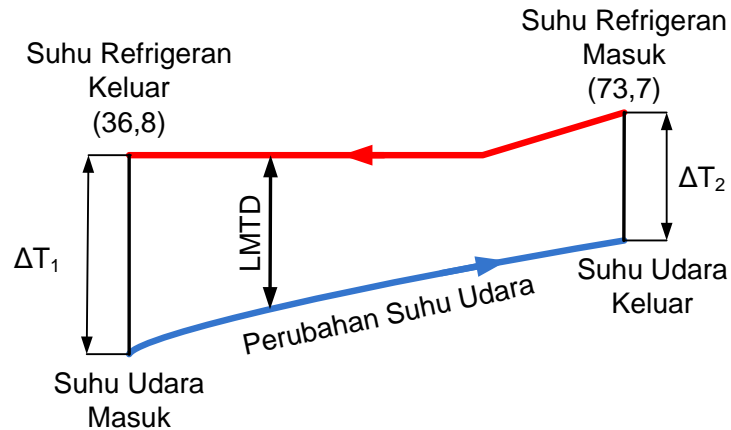 Suhu Refrigeran
Keluar
(36,8)
Suhu Refrigeran
Masuk
(73,7)
ΔT₁
LMTD
ΔT₂
Perubahan Suhu Udara
Suhu Udara
Keluar
Suhu Udara
Masuk